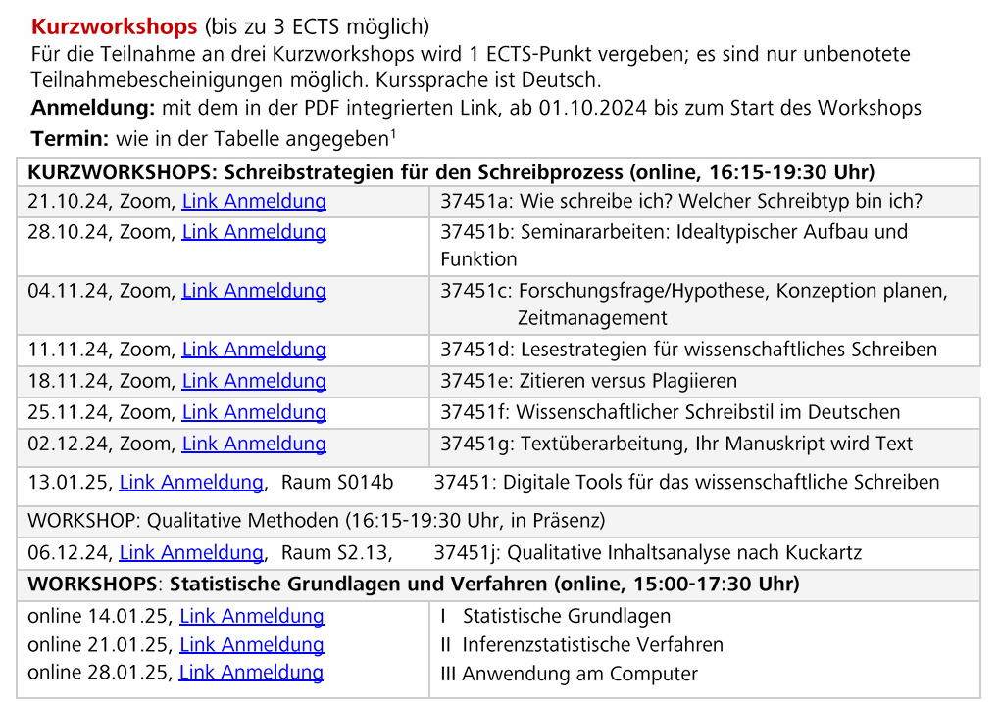 Kurzworkshops (bis zu 3 ECTS möglich)
Für die Teilnahme an drei Kurzworkshops wird 1 ECTS-Punkt vergeben; es sind nur unbenotete
Teilnahmebescheinigungen möglich. Kurssprache ist Deutsch.
Anmeldung: mit dem in der PDF integrierten Link, ab 01.10.2024 bis zum Start des Workshops
Termin: wie in der Tabelle angegeben¹
KURZWORKSHOPS: Schreibstrategien für den Schreibprozess (online, 16:15-19:30 Uhr)
21.10.24, Zoom, Link Anmeldung 37451a: Wie schreibe ich? Welcher Schreibtyp bin ich?
28.10.24, Zoom, Link Anmeldung 37451b: Seminararbeiten: Idealtypischer Aufbau und
Funktion
04.11.24, Zoom, Link Anmeldung 37451c: Forschungsfrage/Hypothese, Konzeption planen,
Zeitmanagement
11.11.24, Zoom, Link Anmeldung 37451d: Lesestrategien für wissenschaftliches Schreiben
18.11.24, Zoom, Link Anmeldung 37451e: Zitieren versus Plagiieren
25.11.24, Zoom, Link Anmeldung 37451f: Wissenschaftlicher Schreibstil im Deutschen
02.12.24, Zoom, Link Anmeldung 37451g: Textüberarbeitung, Ihr Manuskript wird Text
13.01.25, Link Anmeldung, Raum S014b 37451: Digitale Tools für das wissenschaftliche Schreiben
WORKSHOP: Qualitative Methoden (16:15-19:30 Uhr, in Präsenz)
06.12.24, Link Anmeldung, Raum S2.13, 37451j: Qualitative Inhaltsanalyse nach Kuckartz
WORKSHOPS: Statistische Grundlagen und Verfahren (online, 15:00-17:30 Uhr)
online 14.01.25, Link Anmeldung I Statistische Grundlagen
online 21.01.25, Link Anmeldung II Inferenzstatistische Verfahren
online 28.01.25, Link Anmeldung III Anwendung am Computer